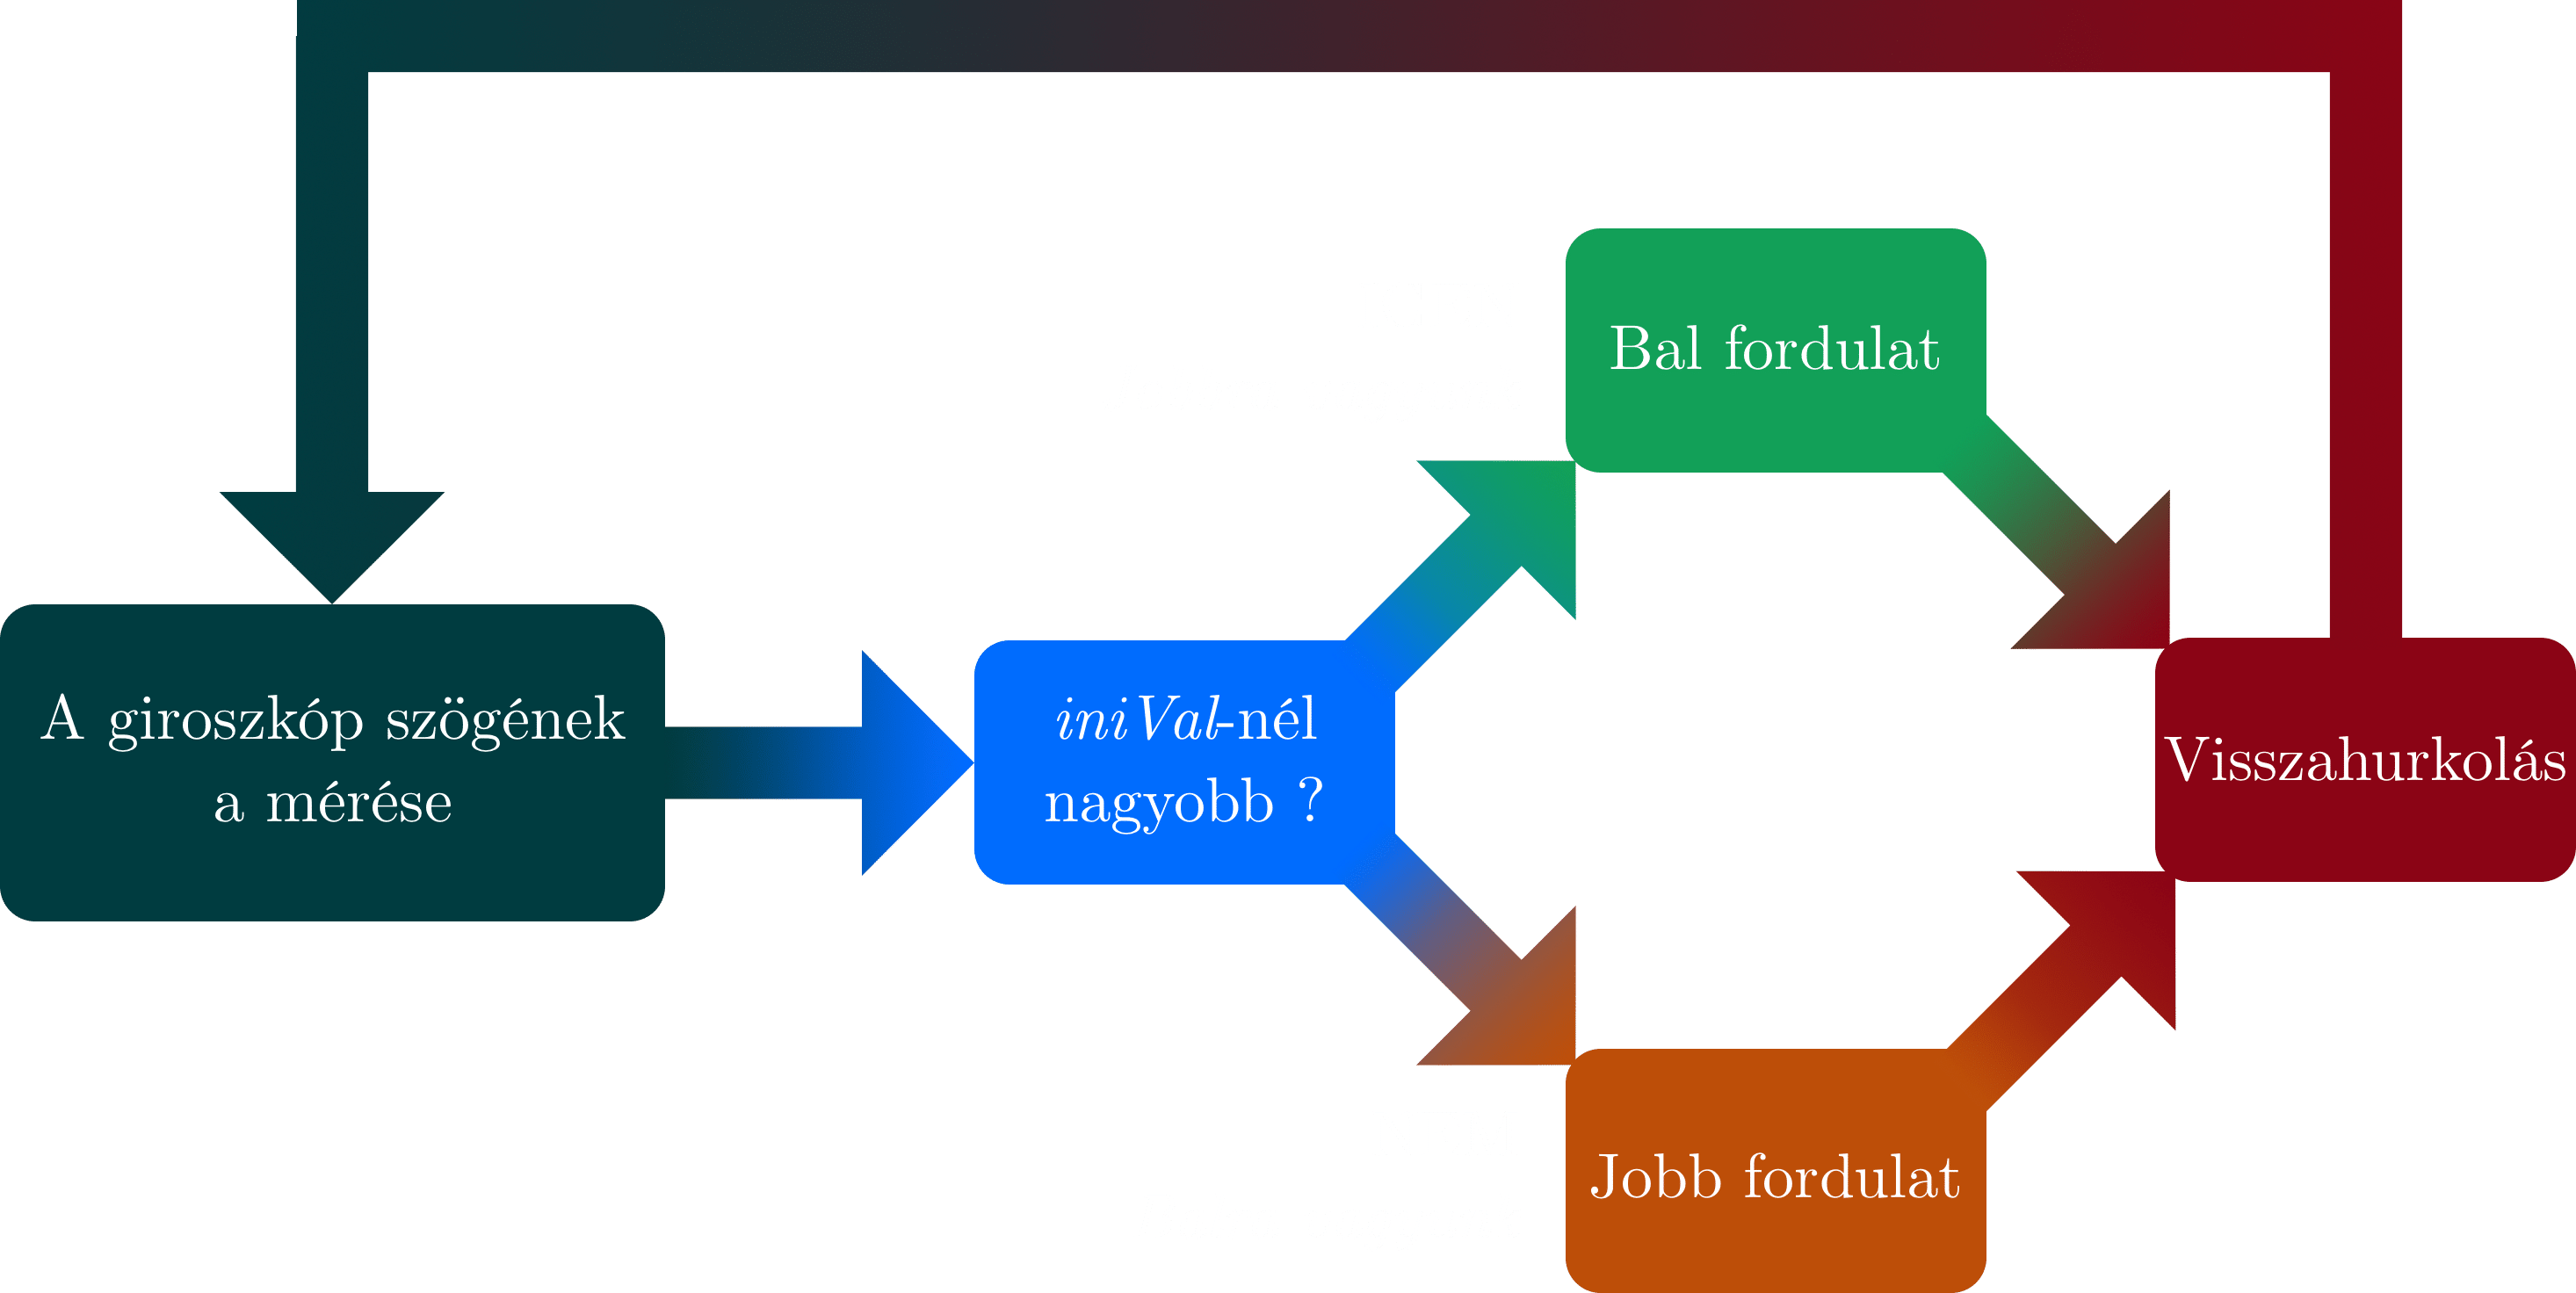 A giroszkóp szögének
a mérése
iniVal-nél
nagyobb ?
Bal fordulat
Jobb fordulat
Visszahurkolás